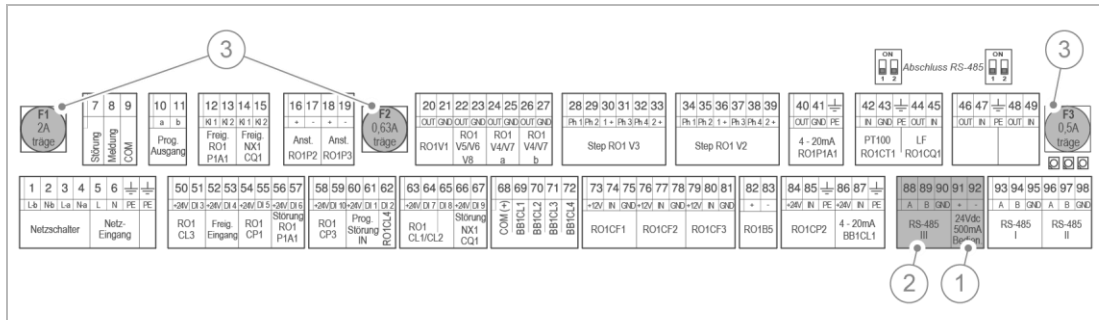 3
3
ON
1 2
Abschluss RS-485
ON
1 2
F1
2A
träge
7 8 9
Störung
Meldung
COM
10 11
a b
Prog.
Ausgang
12 13 14 15
Kl 1 Kl 2 Kl 1 Kl 2
Freig.
RO1
P1A1
Freig.
NX1
CQ1
16 17 18 19
+ - + -
Anst.
RO1P2
Anst.
RO1P3
F2
0,63A
träge
20 21 22 23 24 25 26 27
OUT GND OUT GND OUT GND OUT GND
RO1V1
RO1
V5/V6
V8
RO1
V4/V7
a
RO1
V4/V7
b
28 29 30 31 32 33
Ph 1 Ph 2 1 + Ph 3 Ph 4 2 +
Step RO1 V3
34 35 36 37 38 39
Ph 1 Ph 2 1 + Ph 3 Ph 4 2 +
Step RO1 V2
40 41
OUT GND PE
4 - 20mA
RO1P1A1
42 43 44 45
IN GND PE OUT IN
PT100
RO1CT1
LF
RO1CQ1
46 47 48 49
OUT IN PE OUT IN
F3
0,5A
träge
1 2 3 4 5 6
L-b N-b L-a N-a L N PE PE
Netzschalter
Netz-
Eingang
50 51 52 53 54 55 56 57
+24V DI 3 +24V DI 4 +24V DI 5 +24V DI 6
RO1
CL3
Freig.
Eingang
RO1
CP1
Störung
RO1
P1A1
58 59 60 61 62
+24V DI 10 +24V DI 1 DI 2
RO1
CP3
Prog.
Störung
IN
RO1CL4
63 64 65 66 67
+24V DI 7 DI 8 +24V DI 9
RO1
CL1/CL2
Störung
NX1
CQ1
68 69 70 71 72
COM (+)
BB1CL1
BB1CL2
BB1CL3
BB1CL4
73 74 75 76 77 78 79 80 81
+12V IN GND +12V IN GND +12V IN GND
RO1CF1
RO1CF2
RO1CF3
82 83
+ -
RO1B5
84 85 86 87
+24V IN PE +24V IN PE
RO1CP2
4 - 20mA
BB1CL1
88 89 90 91 92
A B GND + -
RS-485
III
24Vdc
500mA
Bedien
93 94 95 96 97 98
A B GND A B GND
RS-485
I
RS-485
II
2
1